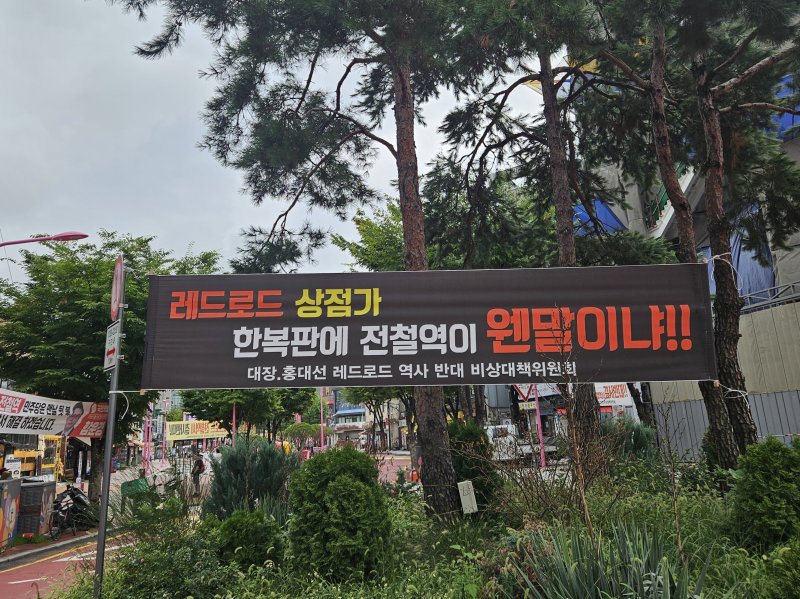 레드로드 상점가
한복판에 전철역이 웬말이냐!!
대장.홍대선 레드로드 역사 반대 비상대책위원회